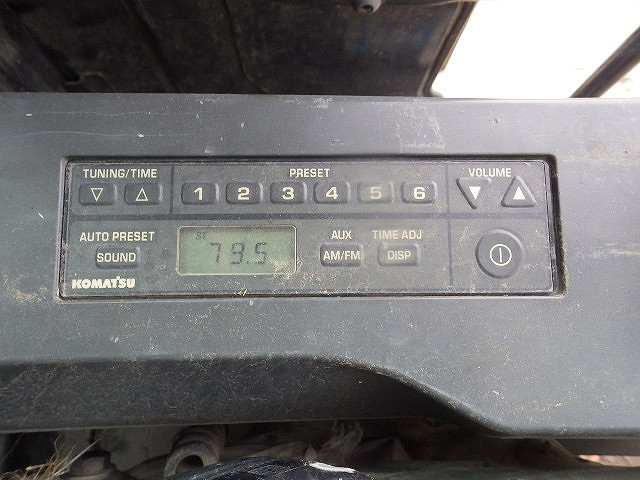 TUNING/TIME PRESET VOLUME
1 2 3 4 5 6
AUTO PRESET AUX TIME ADJ
ST
SOUND 79.5 AM/FM DISP
KOMATSU